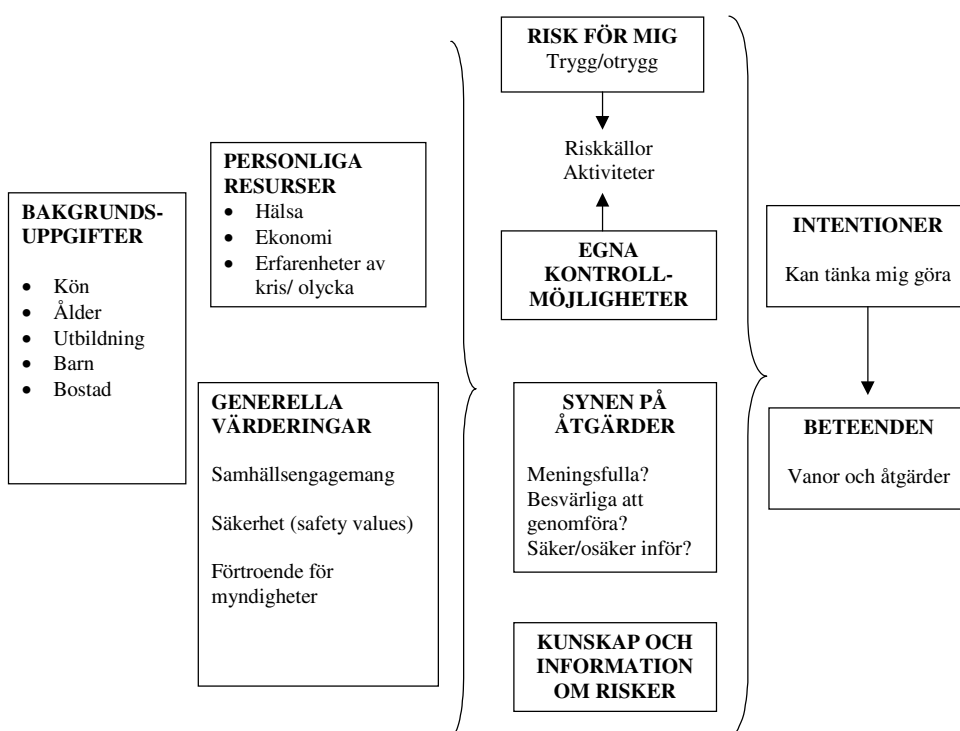 BAKGRUNDS-
UPPGIFTER
• Kön
• Ålder
• Utbildning
• Barn
• Bostad
PERSONLIGA
RESURSER
• Hälsa
• Ekonomi
• Erfarenheter av
kris/ olycka
GENERELLA
VÄRDERINGAR
Samhällsengagemang
Säkerhet (safety values)
Förtroende för
myndigheter
RISK FÖR MIG
Trygg/otrygg
Riskkällor
Aktiviteter
EGNA
KONTROLL-
MÖJLIGHETER
SYNEN PÅ
ÅTGÄRDER
Meningsfulla?
Besvärliga att
genomföra?
Säker/osäker inför?
KUNSKAP OCH
INFORMATION
OM RISKER
INTENTIONER
Kan tänka mig göra
BETEENDEN
Vanor och åtgärder